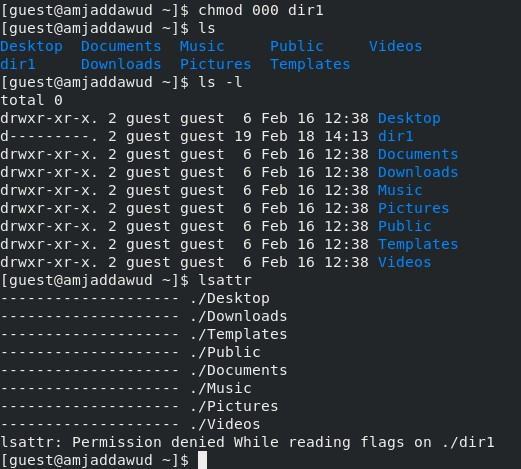 [guest@amjaddawud ~]$ chmod 000 dir1
[guest@amjaddawud ~]$ ls
Desktop  Documents  Music     Public     Videos
dir1     Downloads  Pictures  Templates
[guest@amjaddawud ~]$ ls -l
total 0
drwxr-xr-x. 2 guest guest  6 Feb 16 12:38 Desktop
d---------. 2 guest guest 19 Feb 18 14:13 dir1
drwxr-xr-x. 2 guest guest  6 Feb 16 12:38 Documents
drwxr-xr-x. 2 guest guest  6 Feb 16 12:38 Downloads
drwxr-xr-x. 2 guest guest  6 Feb 16 12:38 Music
drwxr-xr-x. 2 guest guest  6 Feb 16 12:38 Pictures
drwxr-xr-x. 2 guest guest  6 Feb 16 12:38 Public
drwxr-xr-x. 2 guest guest  6 Feb 16 12:38 Templates
drwxr-xr-x. 2 guest guest  6 Feb 16 12:38 Videos
[guest@amjaddawud ~]$ lsattr
-------------------- ./Desktop
-------------------- ./Downloads
-------------------- ./Templates
-------------------- ./Public
-------------------- ./Documents
-------------------- ./Music
-------------------- ./Pictures
-------------------- ./Videos
lsattr: Permission denied While reading flags on ./dir1
[guest@amjaddawud ~]$